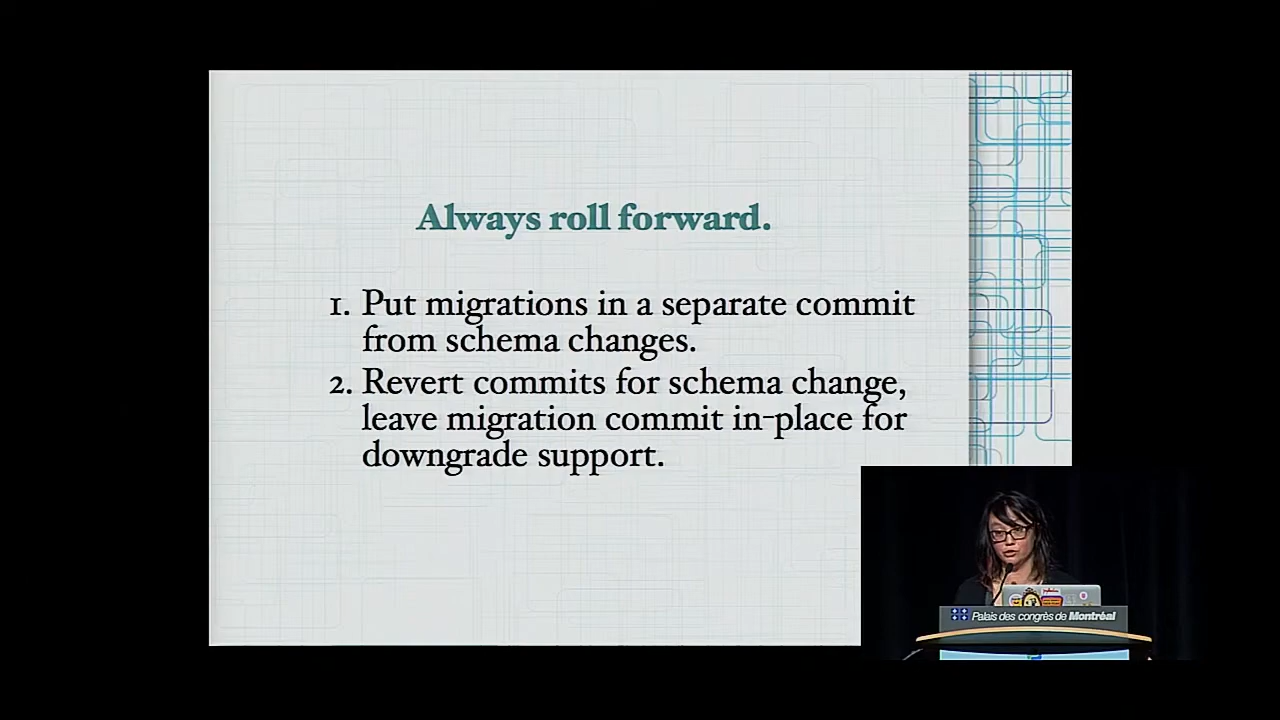 Always roll forward.
1. Put migrations in a separate commit
from schema changes.
2. Revert commits for schema change,
leave migration commit in-place for
downgrade support.
Palais des congrès de Montréal